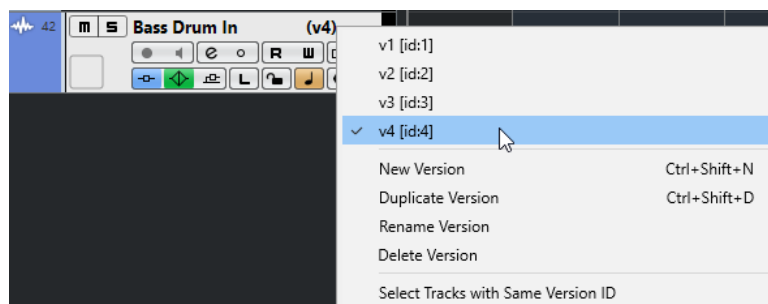 42 m S Bass Drum In (v4)
e R W
L
v1 [id:1]
v2 [id:2]
v3 [id:3]
v4 [id:4]
New Version Ctrl+Shift+N
Duplicate Version Ctrl+Shift+D
Rename Version
Delete Version
Select Tracks with Same Version ID